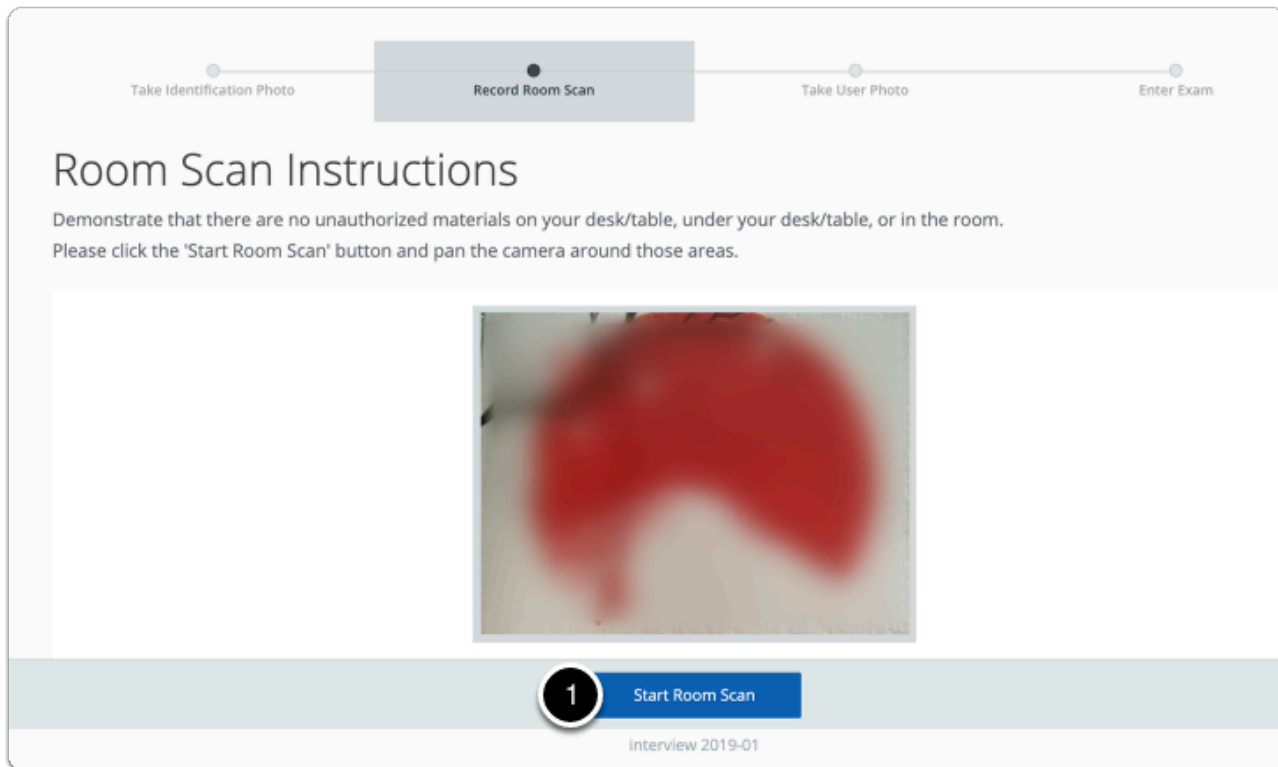 Take Identification Photo
Record Room Scan
Take User Photo
Enter Exam
Room Scan Instructions
Demonstrate that there are no unauthorized materials on your desk/table, under your desk/table, or in the room.
Please click the 'Start Room Scan' button and pan the camera around those areas.
1
Start Room Scan
interview 2019-01